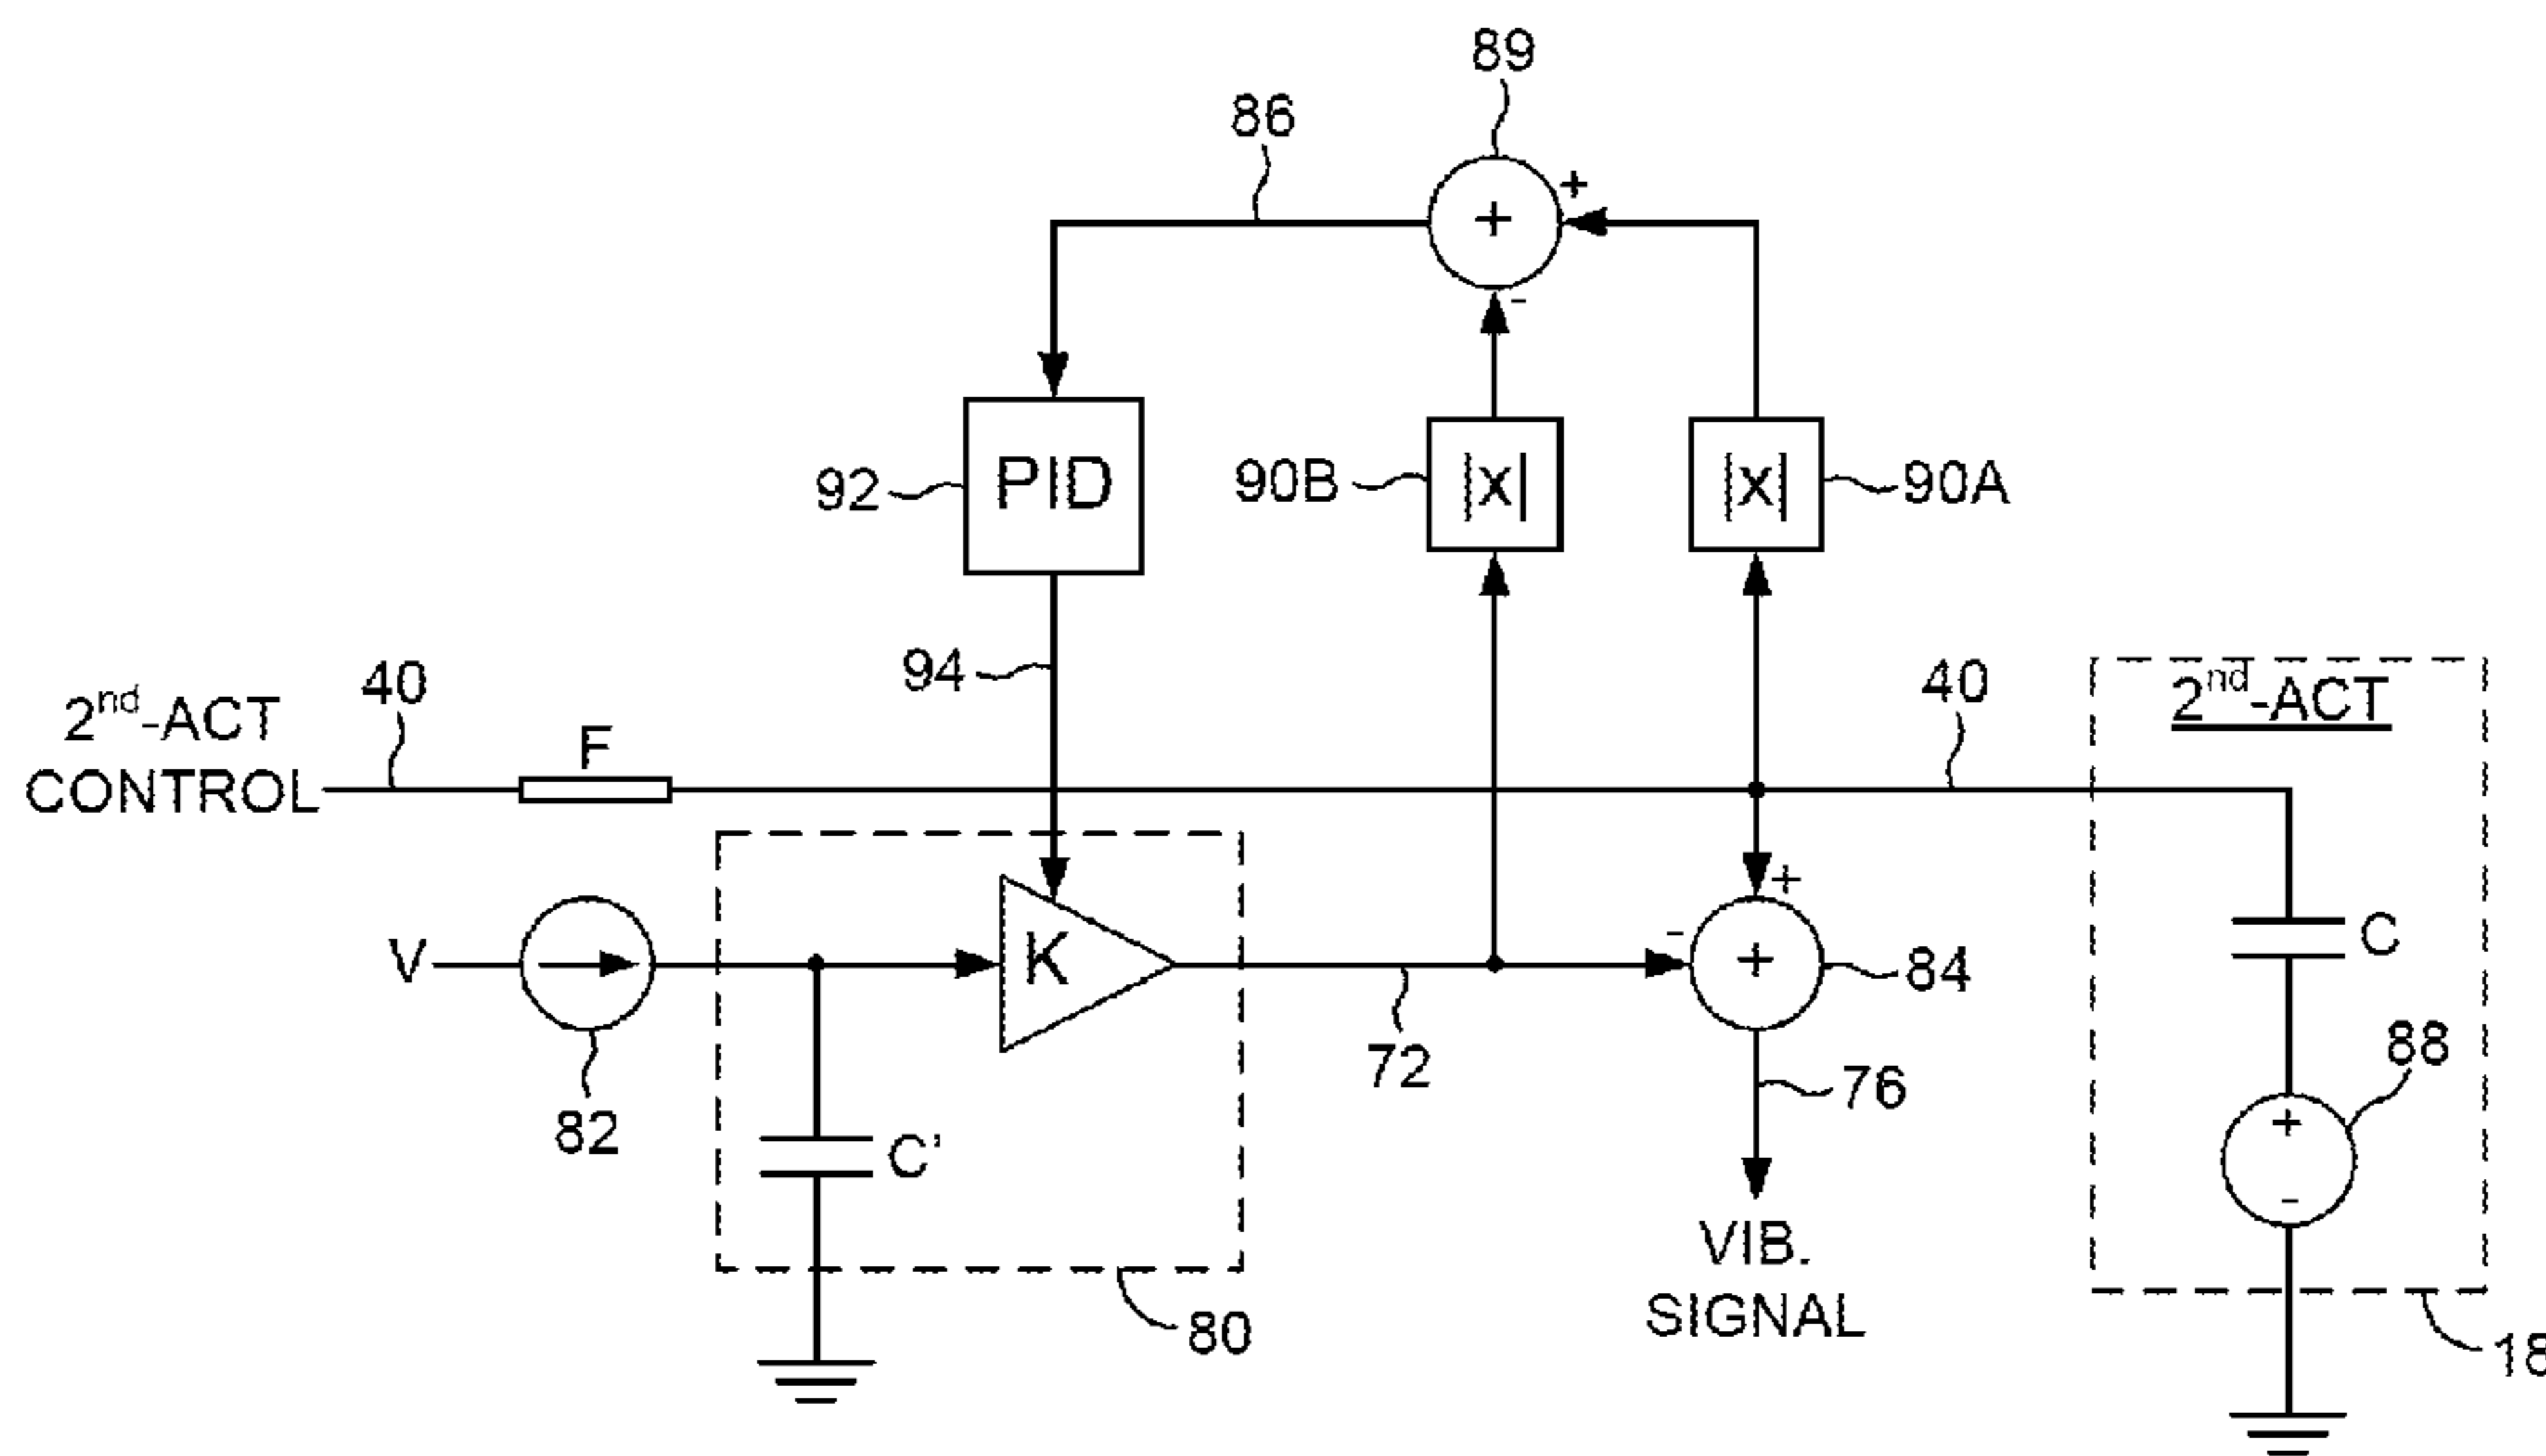 89
+
+
-
86
92
PID
90B
|x|
|x|
90A
94
2nd-ACT
CONTROL
40
F
40
2nd-ACT
V
82
K
C'
80
72
-
+
+
84
76
VIB.
SIGNAL
C
88
+
-
18